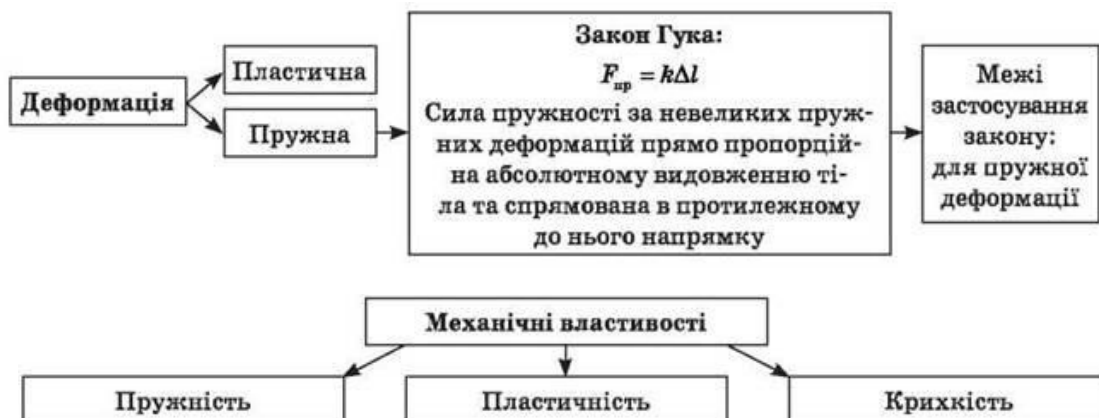 Деформація
Пластична
Пружна
Закон Гука:
Fпр = kΔl
Сила пружності за невеликих пруж-
них деформацій прямо пропорцій-
на абсолютному видовженню ті-
ла та спрямована в протилежному
до нього напрямку
Межі
застосування
закону:
для пружної
деформації
Механічні властивості
Пружність
Пластичність
Крихкість